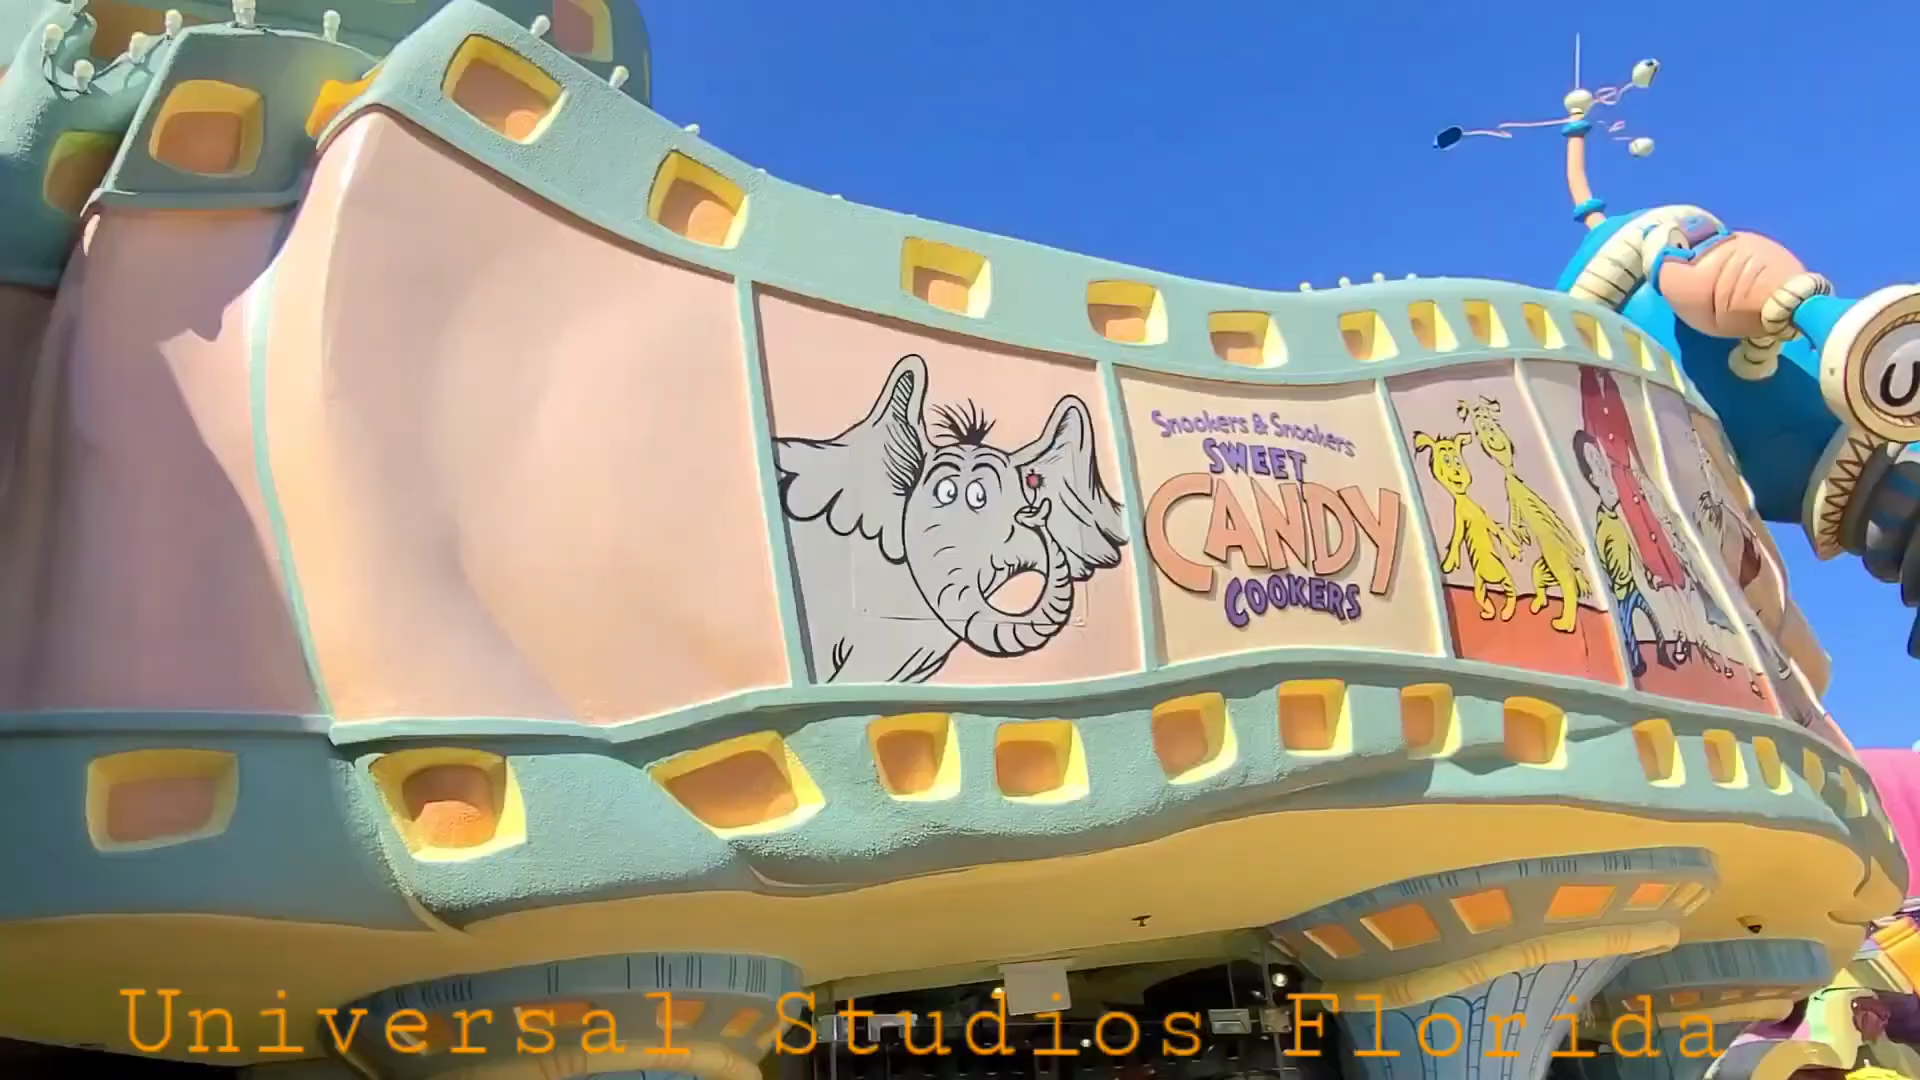 Snookers & Snookers
SWEET
CANDY
COOKERS
U
Universal Studios Florida